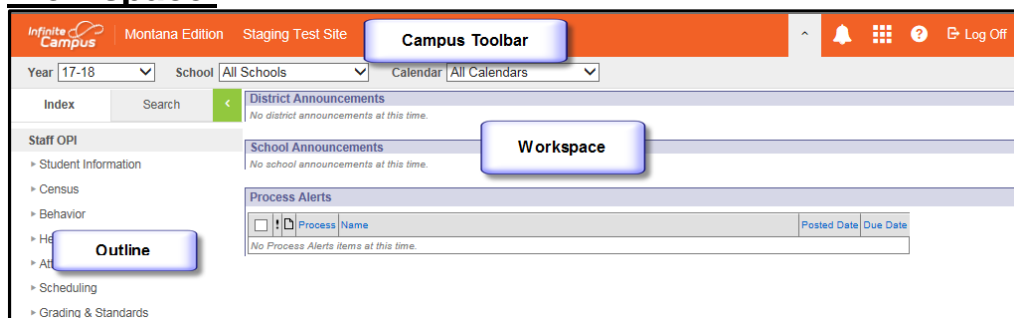 Infinite Campus Montana Edition Staging Test Site Campus Toolbar Log Off
Year 17-18 School All Schools Calendar All Calendars
Index Search
District Announcements
No district announcements at this time.
Staff OPI
School Announcements
Workspace
Student Information
No school announcements at this time.
Census
Process Alerts
Behavior
! Process Name Posted Date Due Date
Outline
No Process Alerts items at this time.
Scheduling
Grading & Standards